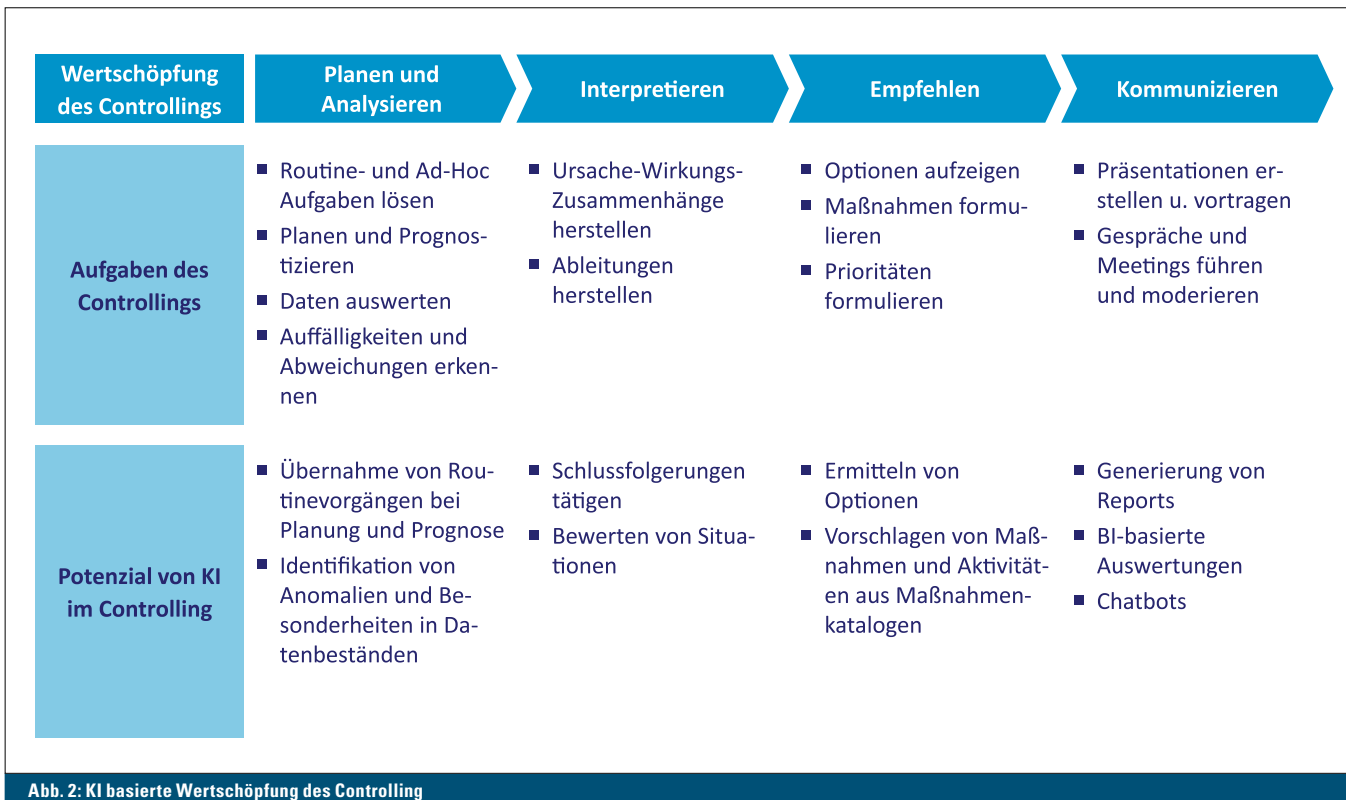 Wertschöpfung
des Controllings
Planen und
Analysieren
Interpretieren
Empfehlen
Kommunizieren
Aufgaben des
Controllings
■ Routine- und Ad-Hoc
Aufgaben lösen
■ Planen und Prognos-
tizieren
■ Daten auswerten
■ Auffälligkeiten und
Abweichungen erken-
nen
■ Ursache-Wirkungs-
Zusammenhänge
herstellen
■ Ableitungen
herstellen
■ Optionen aufzeigen
■ Maßnahmen formu-
lieren
■ Prioritäten
formulieren
■ Präsentationen er-
stellen u. vortragen
■ Gespräche und
Meetings führen
und moderieren
Potenzial von KI
im Controlling
■ Übernahme von Rou-
tinevorgängen bei
Planung und Prognose
■ Identifikation von
Anomalien und Be-
sonderheiten in Da-
tenbeständen
■ Schlussfolgerungen
tätigen
■ Bewerten von Situa-
tionen
■ Ermitteln von
Optionen
■ Vorschlagen von Maß-
nahmen und Aktivität-
en aus Maßnahmen-
katalogen
■ Generierung von
Reports
■ BI-basierte
Auswertungen
■ Chatbots
Abb. 2: KI basierte Wertschöpfung des Controlling